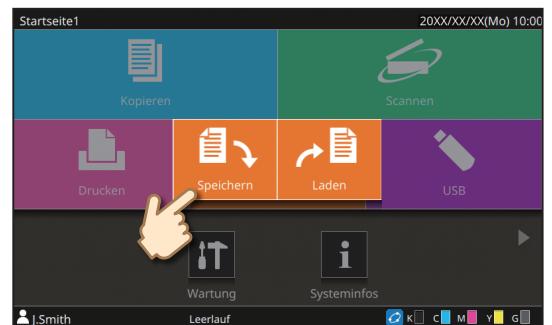 Startseite1 20XX/XX/XX(Mo) 10:00
Kopieren Scannen
Drucken Speichern Laden USB
Wartung Systeminfos
J.Smith Leerlauf K C M Y G